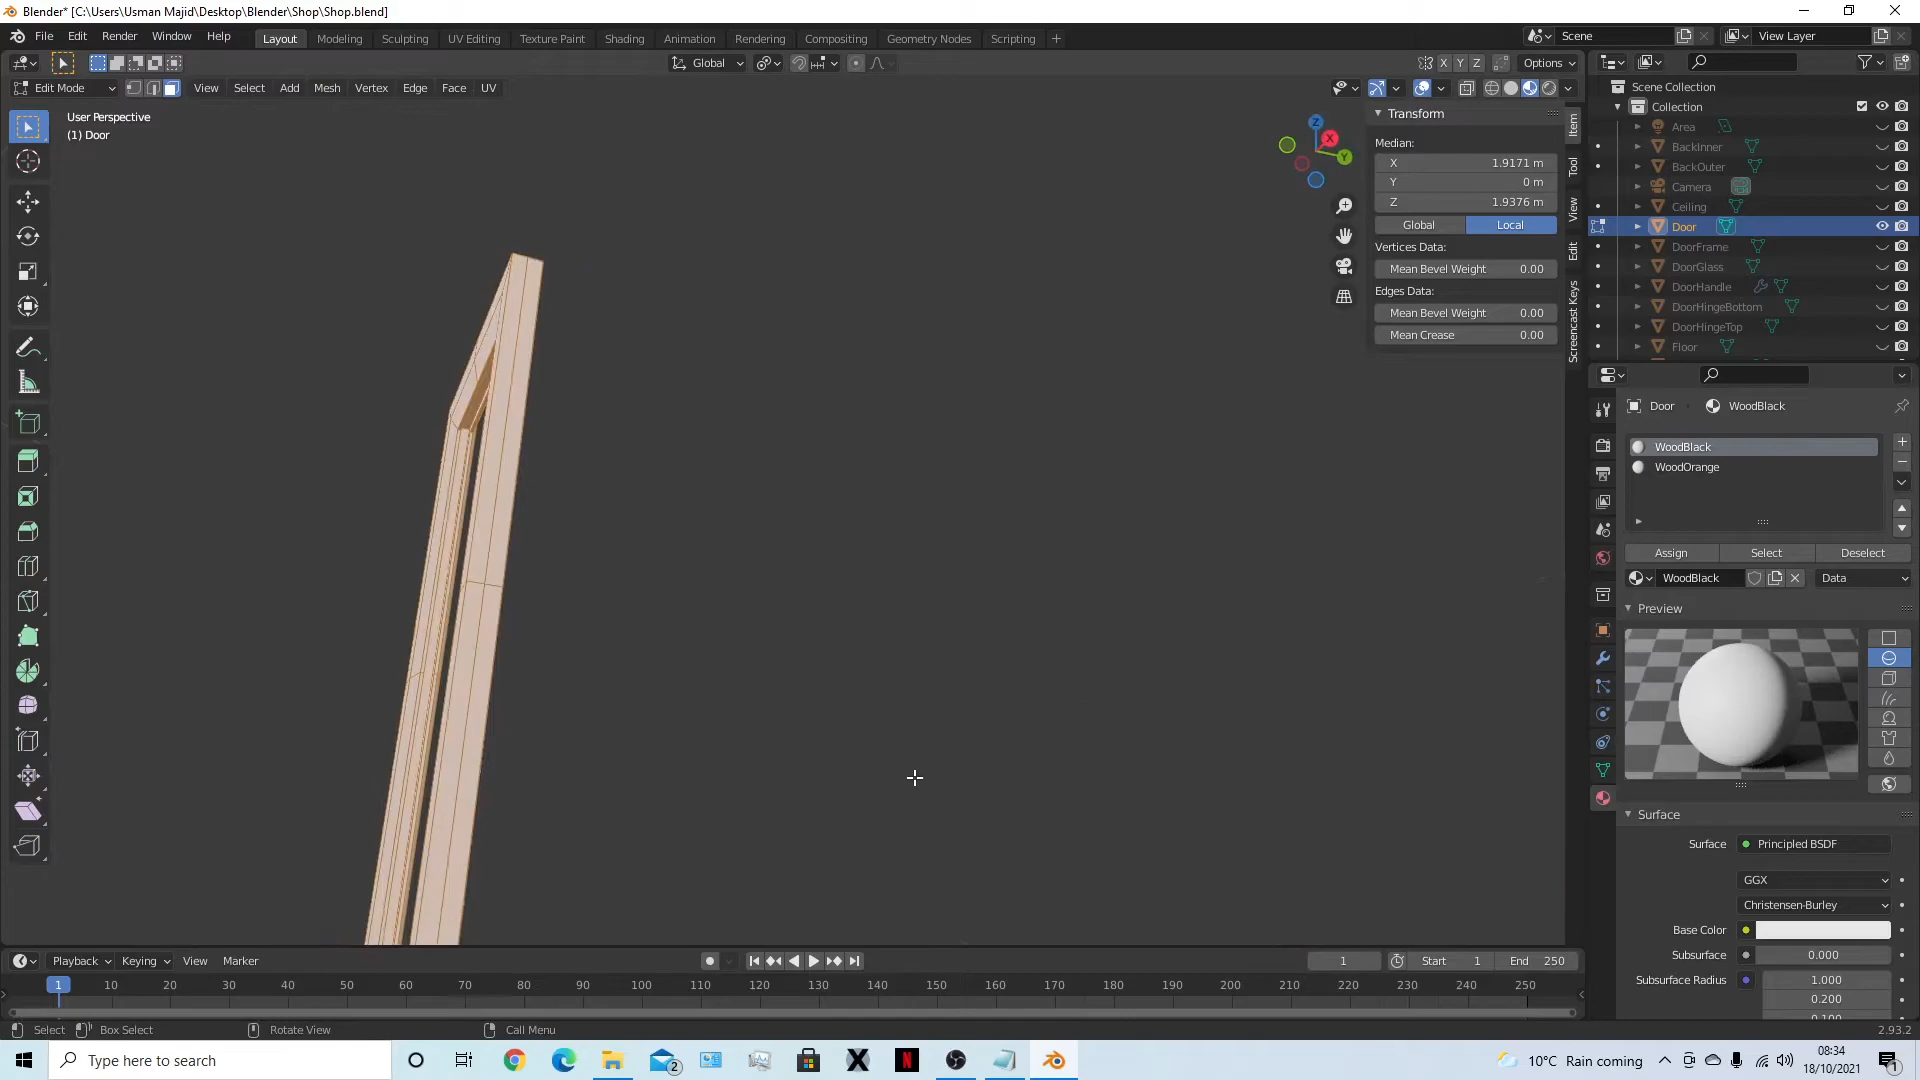 Blender* [C:\Users\Usman Majid\Desktop\Blender\Shop\Shop.blend]
File Edit Render Window Help Layout Modeling Sculpting UV Editing Texture Paint Shading Animation Rendering Compositing Geometry Nodes Scripting + Scene View Layer
Global X Y Z Options
Edit Mode View Select Add Mesh Vertex Edge Face UV
User Perspective
(1) Door
Z X Y
Transform
Median:
X 1.9171 m
Y 0 m
Z 1.9376 m
Global Local
Vertices Data:
Mean Bevel Weight 0.00
Edges Data:
Mean Bevel Weight 0.00
Mean Crease 0.00
Item
Tool
View
Edit
Screencast Keys
Scene Collection
Collection
Area
BackInner
BackOuter
Camera
Ceiling
Door
DoorFrame
DoorGlass
DoorHandle
DoorHingeBottom
DoorHingeTop
Floor
Door WoodBlack
WoodBlack
WoodOrange
Assign Select Deselect
WoodBlack Data
Preview
Surface
Surface Principled BSDF
GGX
Christensen-Burley
Base Color
Subsurface 0.000
Subsurface Radius 1.000
0.200
0.100
Playback Keying View Marker 1 Start 1 End 250
1 10 20 30 40 50 60 70 80 90 100 110 120 130 140 150 160 170 180 190 200 210 220 230 240 250
Select Box Select Rotate View Call Menu 2.93.2
Type here to search 2 10°C Rain coming 08:34
18/10/2021 1